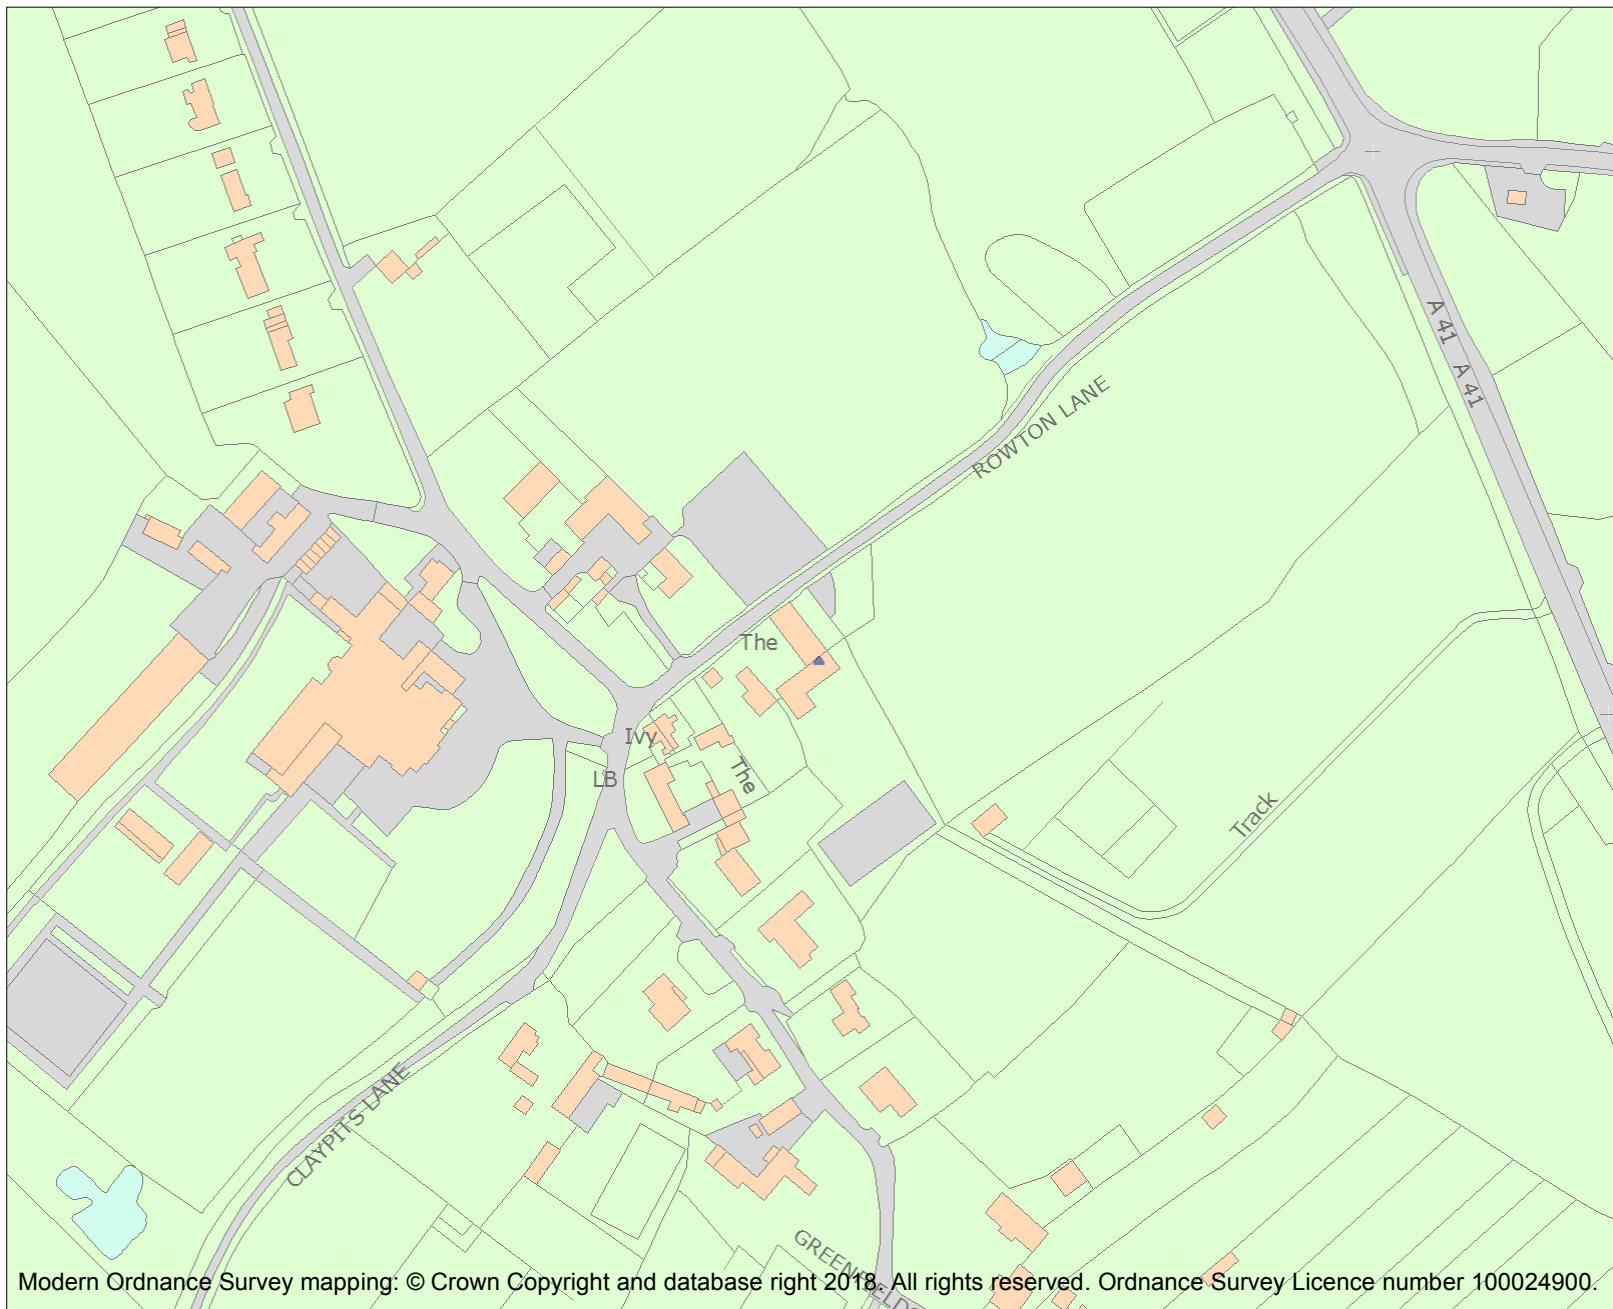 A 41
A 41
ROWTON LANE
The
Ivy
The
LB
Track
CLAYPITS LANE
GREENFIELDS
Modern Ordnance Survey mapping: © Crown Copyright and database right 2018. All rights reserved. Ordnance Survey Licence number 100024900.